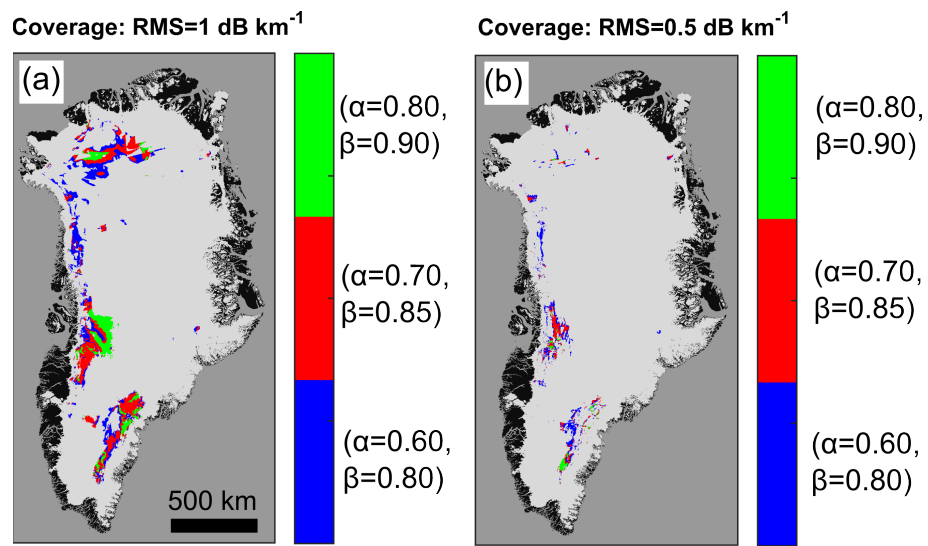 Coverage: RMS=1 dB km⁻¹
(a)
(α=0.80,
β=0.90)
(α=0.70,
β=0.85)
(α=0.60,
β=0.80)
500 km
Coverage: RMS=0.5 dB km⁻¹
(b)
(α=0.80,
β=0.90)
(α=0.70,
β=0.85)
(α=0.60,
β=0.80)